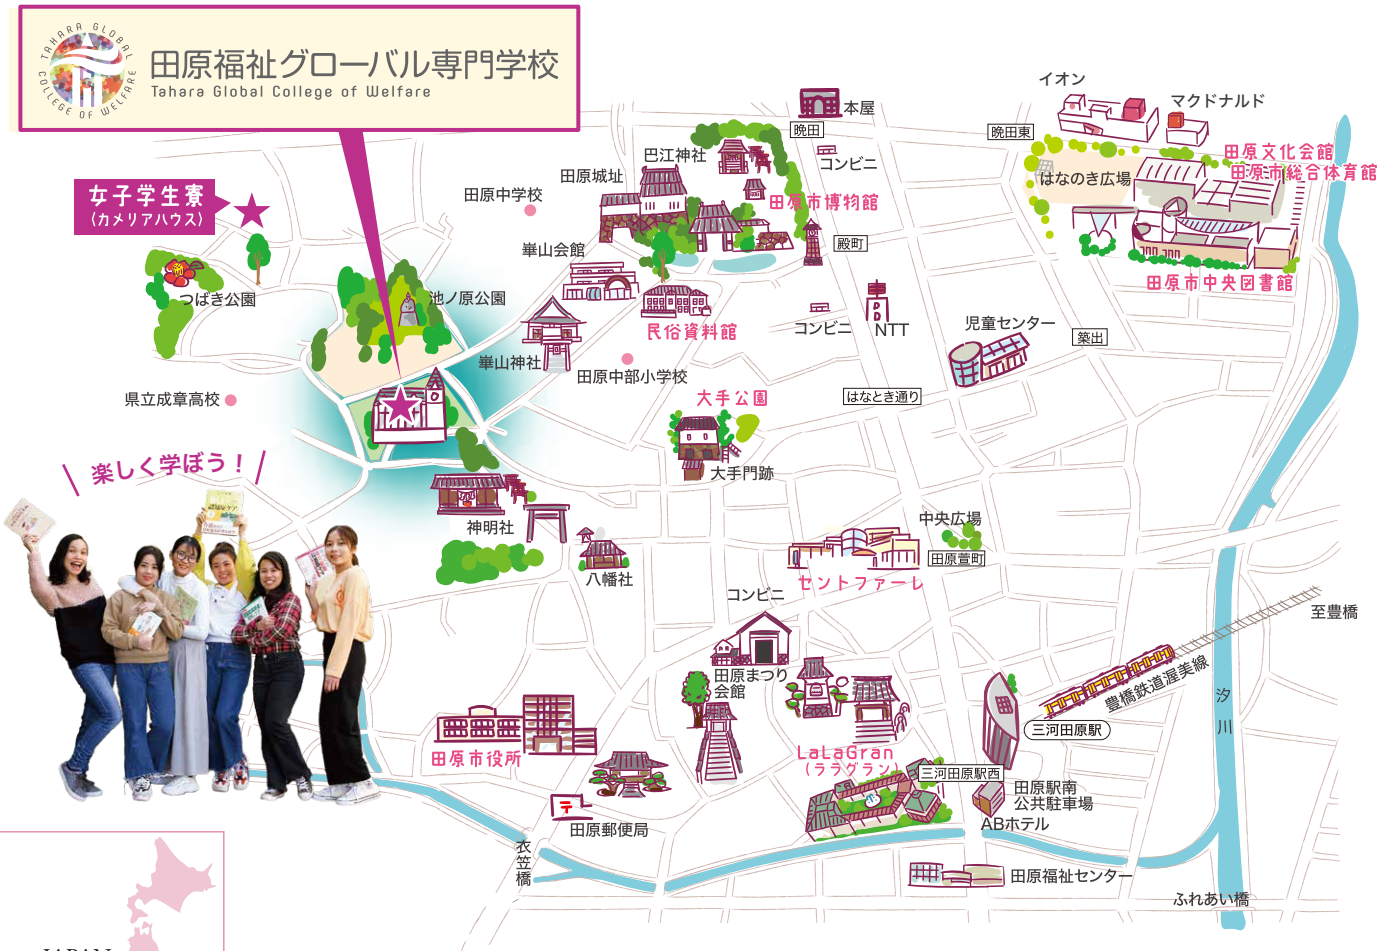 TAHARA GLOBAL COLLEGE OF WELFARE
田原福祉グローバル専門学校
Tahara Global College of Welfare
イオン
マクドナルド
本屋
晩田
晩田東
コンビニ
田原文化会館
田原市総合体育館
はなのき広場
巴江神社
田原城址
田原中学校
女子学生寮
(カメリアハウス)
田原市博物館
殿町
崋山会館
田原市中央図書館
つばき公園
池ノ原公園
民俗資料館
コンビニ
NTT
児童センター
築出
崋山神社
田原中部小学校
県立成章高校
大手公園
はなとき通り
大手門跡
楽しく学ぼう！
神明社
八幡社
中央広場
田原萱町
セントファーレ
コンビニ
至豊橋
田原まつり
会館
豊橋鉄道渥美線
汐川
三河田原駅
田原市役所
LaLaGran
(ララグラン)
三河田原駅西
田原駅南
公共駐車場
ABホテル
田原郵便局
衣笠橋
田原福祉センター
ふれあい橋
JAPAN